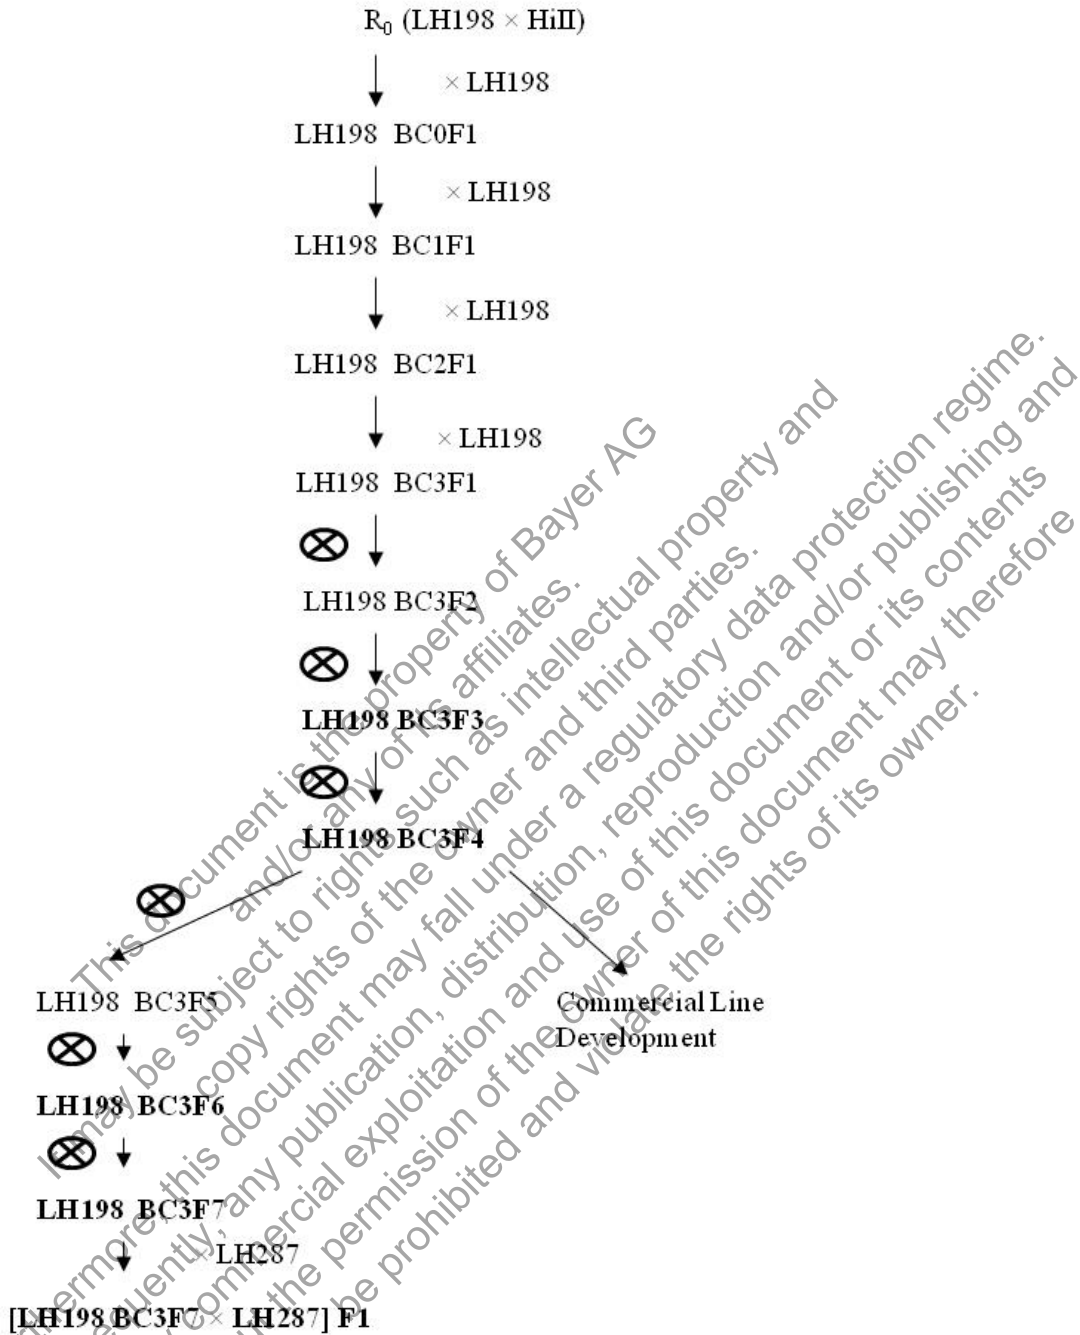 R0 (LH198 × HiII)
× LH198
LH198 BC0F1
× LH198
LH198 BC1F1
× LH198
LH198 BC2F1
× LH198
LH198 BC3F1
LH198 BC3F2
LH198 BC3F3
LH198 BC3F4
LH198 BC3F5
Commercial Line
Development
LH198 BC3F6
LH198 BC3F7
× LH287
[LH198 BC3F7 × LH287] F1
This document is the property of Bayer AG
and/or any of its affiliates.
It may be subject to rights such as intellectual property and
copy rights of the owner and third parties.
Furthermore, this document may fall under a regulatory data protection regime.
Consequently, any publication, distribution, reproduction and/or publishing and
any commercial exploitation and use of this document or its contents
without the permission of the owner of this document may therefore
be prohibited and violate the rights of its owner.